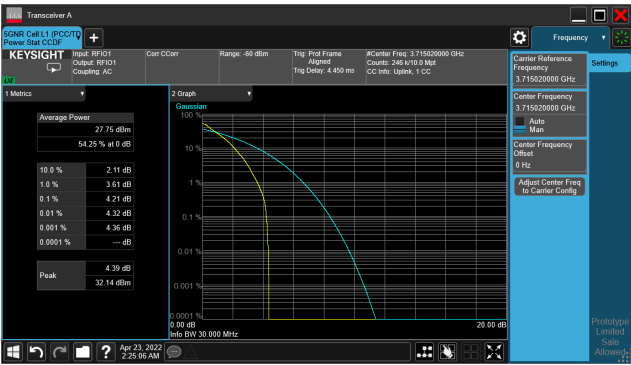 Transceiver A
5GNR Cell L1 (PCC/TD
Power Stat CCDF
Frequency
KEYSIGHT
Input: RFIO1
Output: RFIO1
Coupling: AC
Corr CCorr
Range: -60 dBm
Trig: Prot Frame
Aligned
Trig Delay: 4.450 ms
#Center Freq: 3.715020000 GHz
Counts: 246 k/10.0 Mpt
CC Info: Uplink, 1 CC
LVI
1 Metrics
Average Power
27.75 dBm
54.25 % at 0 dB
10.0 % 2.11 dB
1.0 % 3.61 dB
0.1 % 4.21 dB
0.01 % 4.32 dB
0.001 % 4.36 dB
0.0001 % --- dB
Peak
4.39 dB
32.14 dBm
2 Graph
Gaussian
100 %
10 %
1 %
0.1 %
0.01 %
0.001 %
0.0001 %
0.00 dB
20.00 dB
Info BW 30.000 MHz
Carrier Reference
Frequency
3.715020000 GHz
Center Frequency
3.715020000 GHz
Auto
Man
Center Frequency
Offset
0 Hz
Adjust Center Freq
to Carrier Config
Settings
Prototype
Limited
Sale
Allowed
Apr 23, 2022
2:25:06 AM